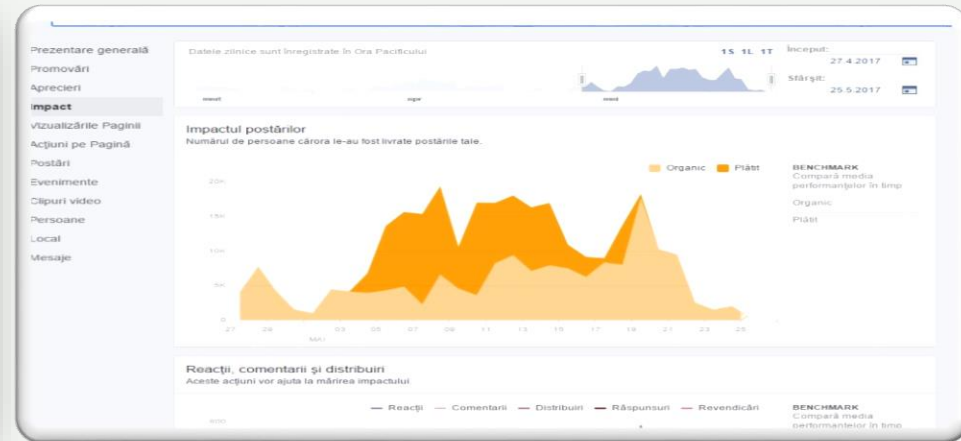 Prezentare generală
Promovări
Aprecieri
Impact
Vizualizările Paginii
Acțiuni pe Pagină
Postări
Evenimente
Clipuri video
Persoane
Local
Mesaje
Datele zilnice sunt înregistrate în Ora Pacificului
1S 1L 1T
Început:
27.4.2017
Sfârșit:
25.5.2017
apr
mai
Impactul postărilor
Numărul de persoane cărora le-au fost livrate postările tale.
Organic Plătit
BENCHMARK
Compară media
performanțelor în timp
Organic
Plătit
20K
15K
10K
5K
0
27 29 03 05 07 09 11 13 15 17 19 21 23 25
MAI
Reacții, comentarii și distribuiri
Aceste acțiuni vor ajuta la mărirea impactului
Reacții Comentarii Distribuiri Răspunsuri Revendicări
BENCHMARK
Compară media
performanțelor în timp